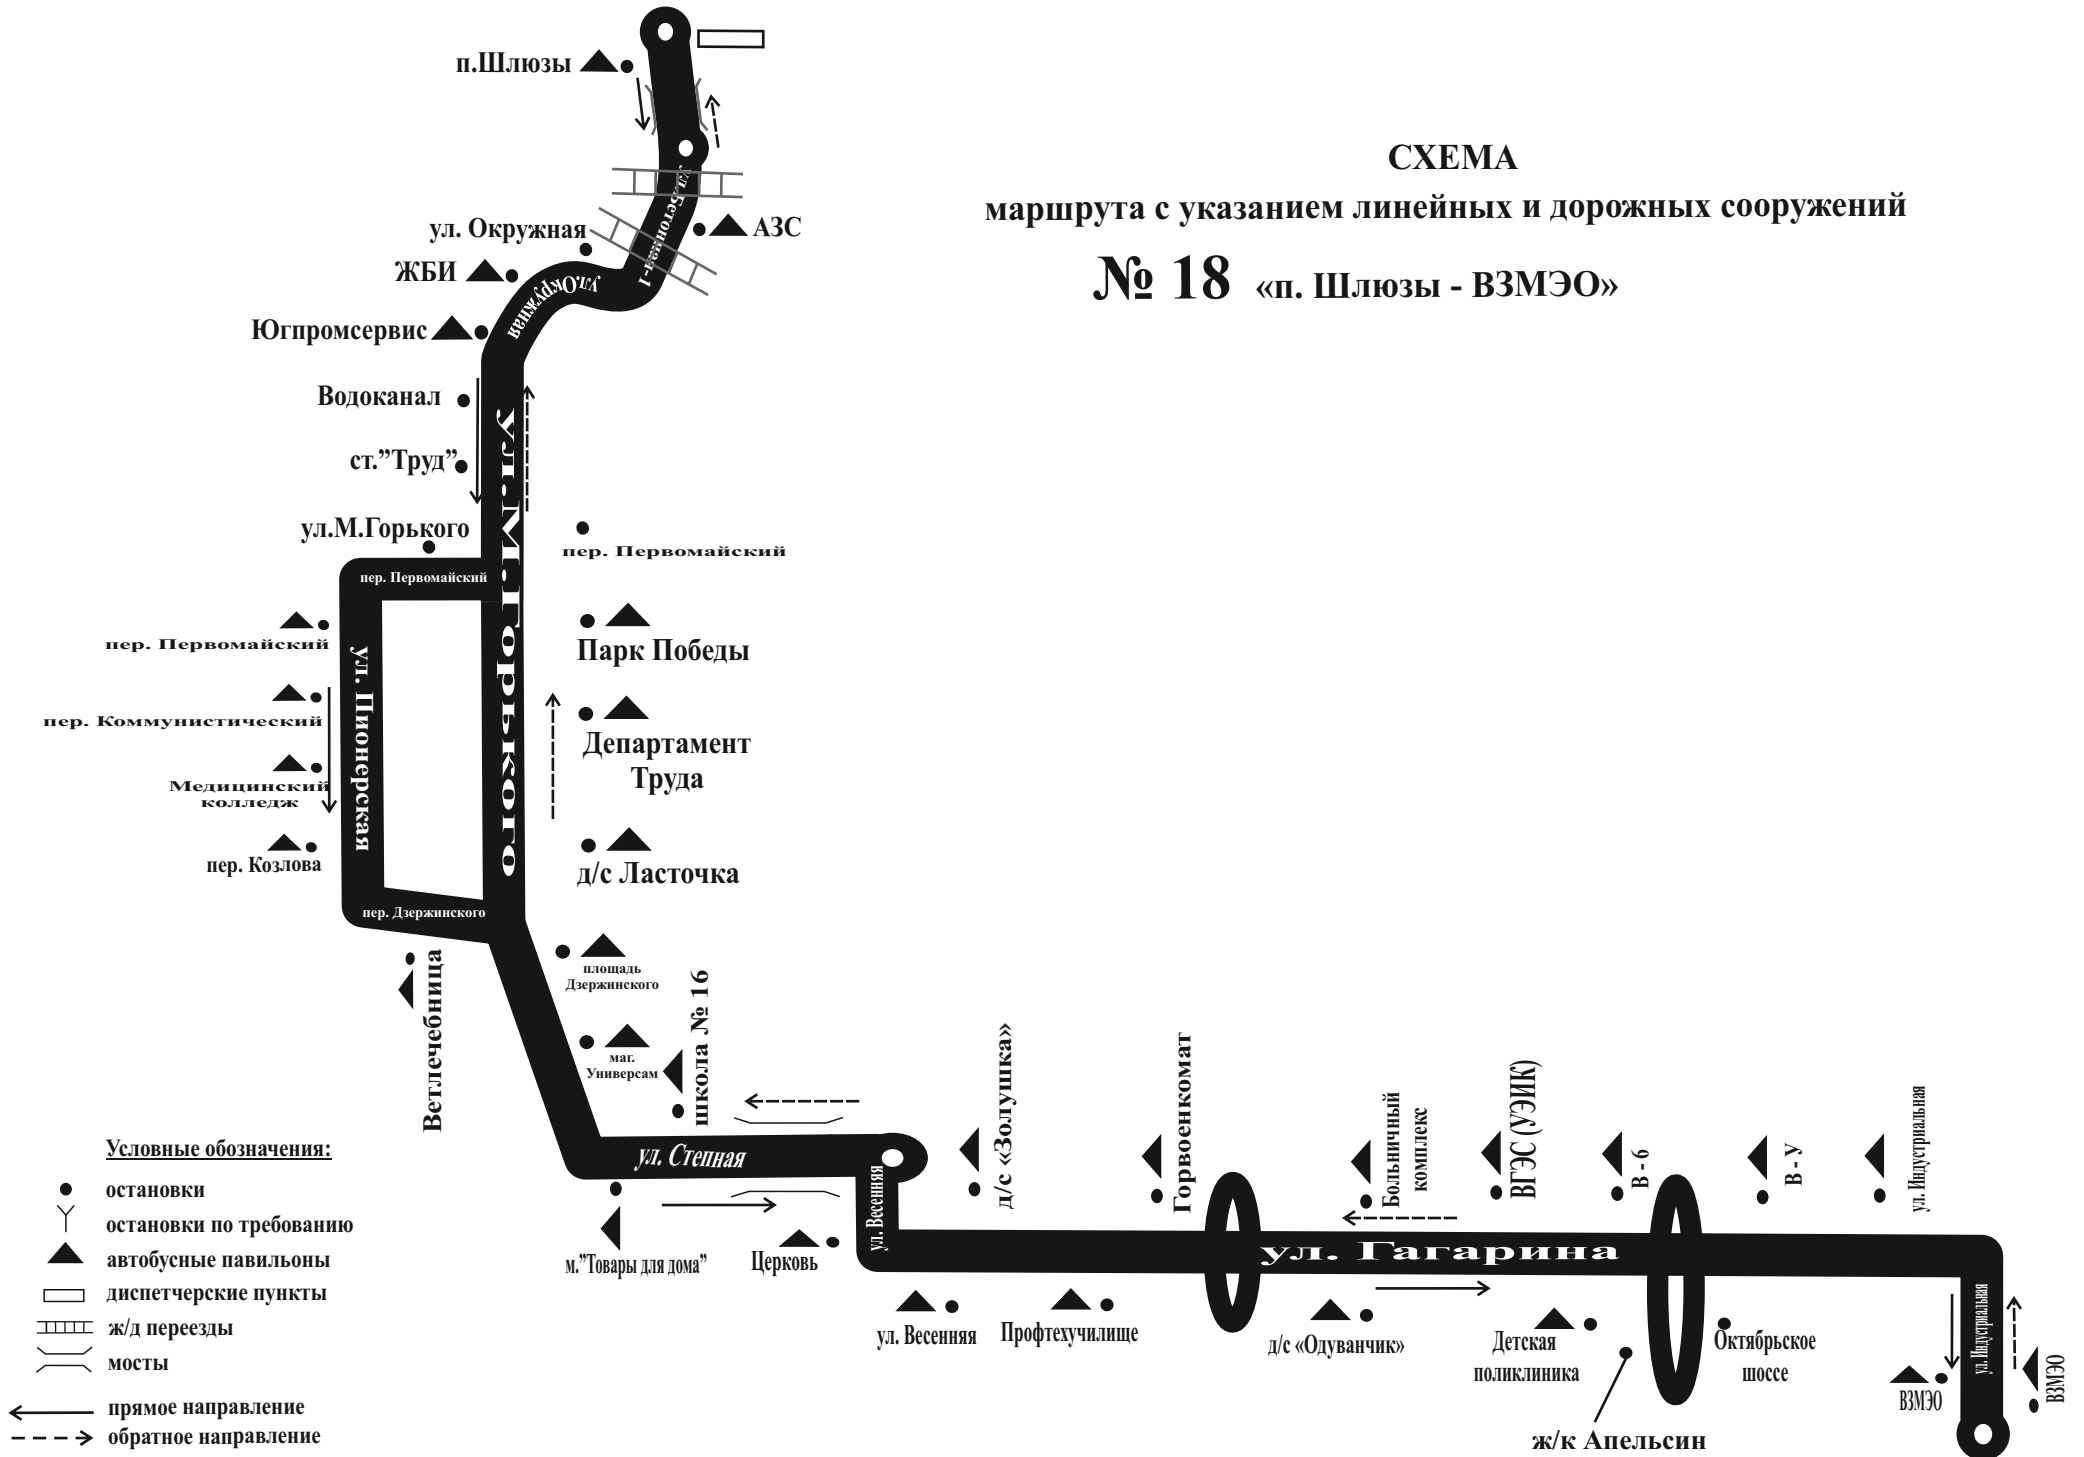 СХЕМА
маршрута с указанием линейных и дорожных сооружений
№ 18 «п. Шлюзы - ВЗМЭО»
п.Шлюзы
ул.Бетонная-1
ул. Окружная
АЗС
ЖБИ
ул.Окружная
Югпромсервис
Водоканал
ст.”Труд”
ул.М.Горького
ул.М.Горького
пер. Первомайский
пер. Первомайский
Парк Победы
пер. Первомайский
ул. Пионерская
пер. Коммунистический
Департамент
Труда
Медицинский
колледж
пер. Козлова
д/с Ласточка
пер. Дзержинского
Ветлечебница
площадь
Дзержинского
маг.
Универсам
школа № 16
ул. Степная
м.”Товары для дома”
Церковь
ул. Весенняя
д/с «Золушка»
Горвоенкомат
Больничный
комплекс
ВГЭС (УЭИК)
В - 6
В - У
ул. Индустриальная
ул. Гагарина
ул. Весенняя
Профтехучилище
д/с «Одуванчик»
Детская
поликлиника
ж/к Апельсин
Октябрьское
шоссе
ул. Индустриальная
ВЗМЭО
ВЗМЭО
Условные обозначения:
остановки
остановки по требованию
автобусные павильоны
диспетчерские пункты
ж/д переезды
мосты
прямое направление
обратное направление